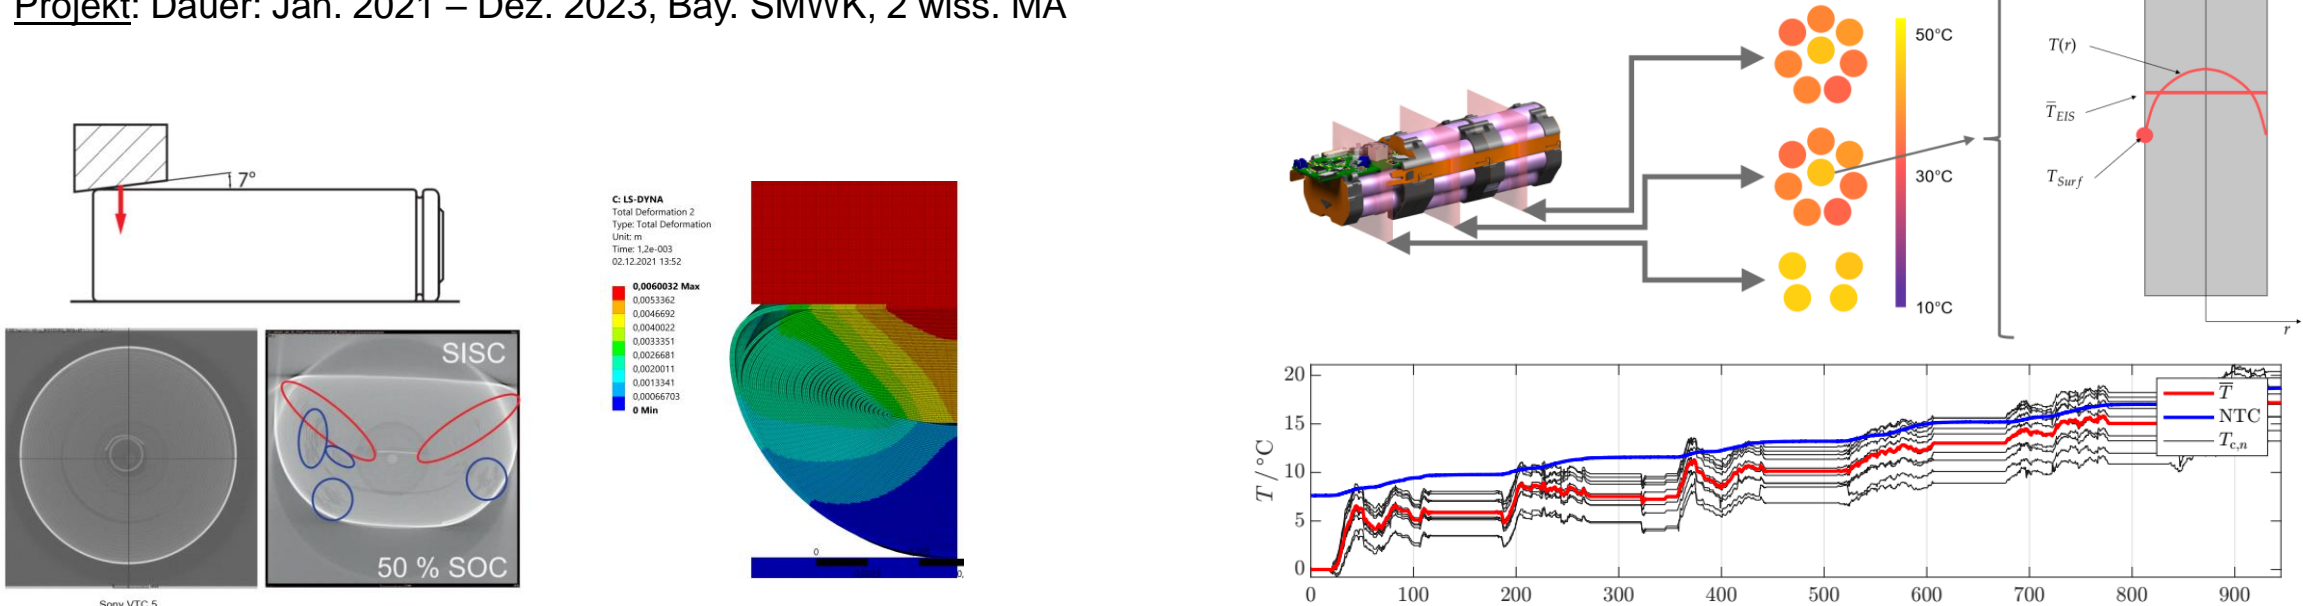 Projekt: Dauer: Jan. 2021 – Dez. 2023, Bay. SMWK, 2 wiss. MA
7°
SISC
50 % SOC
Sony VTC 5
C: LS-DYNA
Total Deformation 2
Type: Total Deformation
Unit: m
Time: 1,2e-003
02.12.2021 13:52
0,0060032 Max
0,0053362
0,0046692
0,0040022
0,0033351
0,0026681
0,0020011
0,0013341
0,00066703
0 Min
0
0,
50°C
30°C
10°C
T(r)
T̅EIS
TSurf
r
T / °C
20
15
10
5
0
T̅
NTC
Tc,n
0 100 200 300 400 500 600 700 800 900